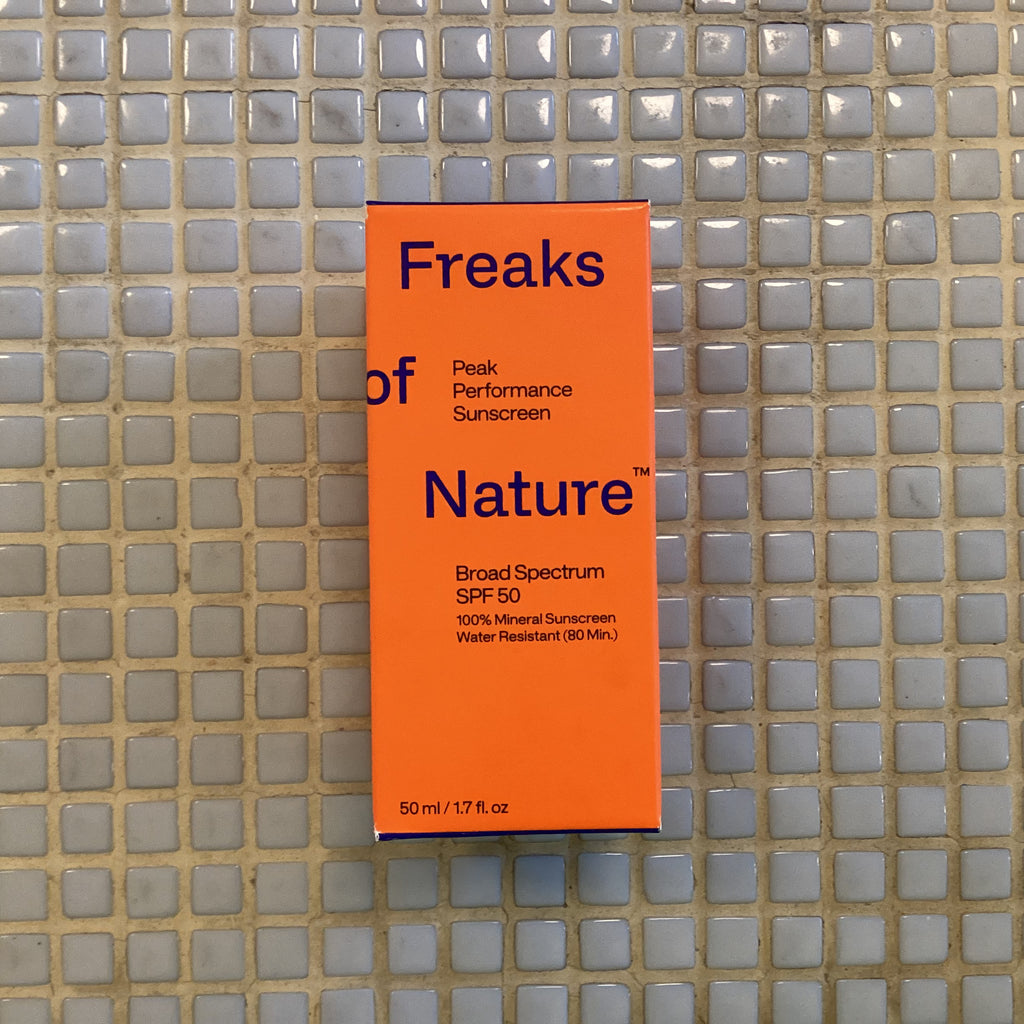 Freaks
of
Peak
Performance
Sunscreen
Nature™
Broad Spectrum
SPF 50
100% Mineral Sunscreen
Water Resistant (80 Min.)
50 ml / 1.7 fl. oz